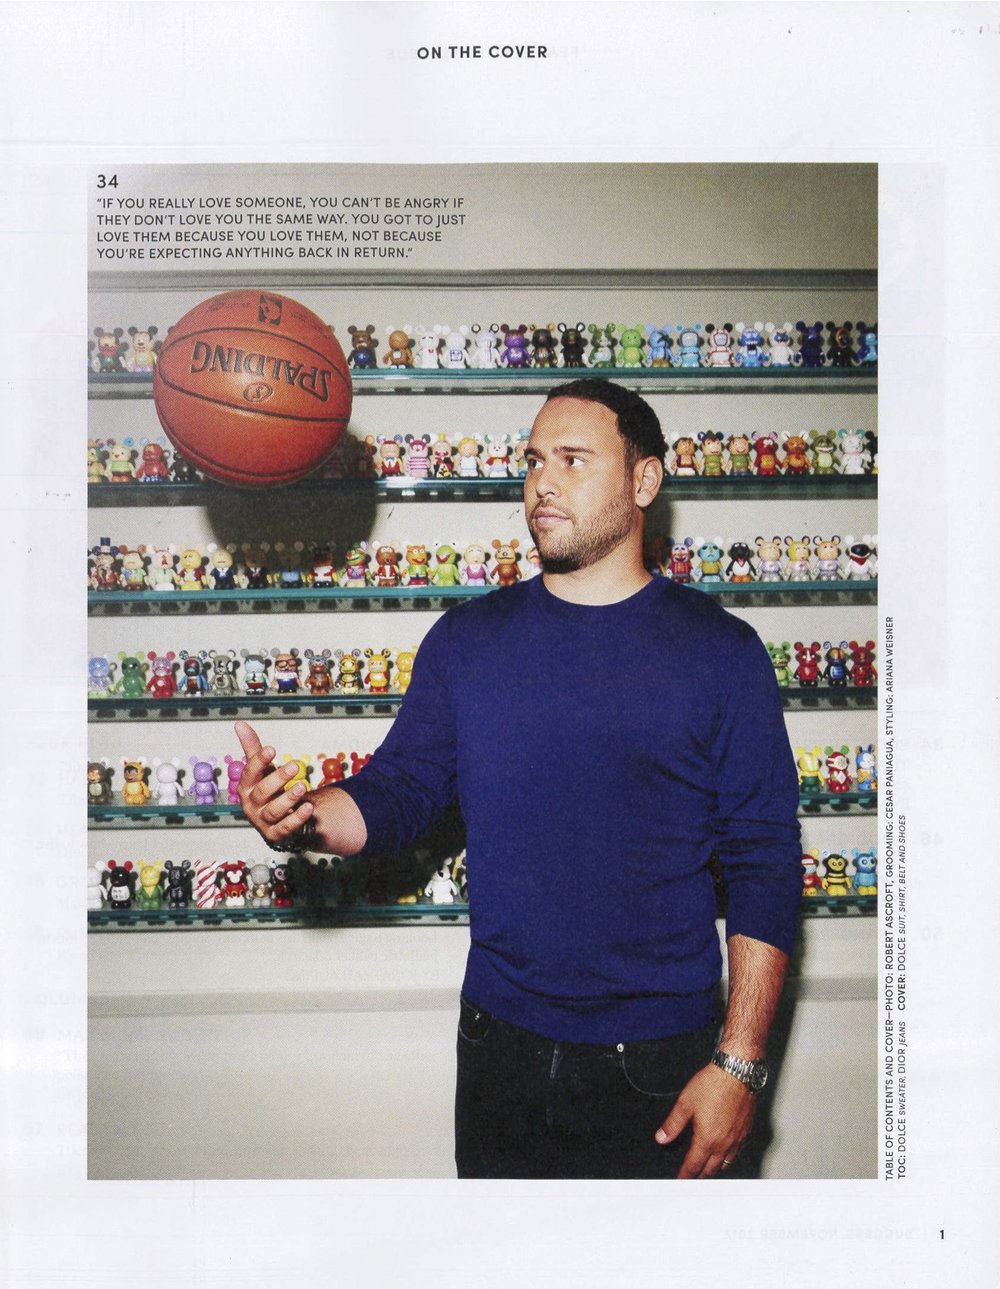 ON THE COVER
34
“IF YOU REALLY LOVE SOMEONE, YOU CAN’T BE ANGRY IF
THEY DON’T LOVE YOU THE SAME WAY. YOU GOT TO JUST
LOVE THEM BECAUSE YOU LOVE THEM, NOT BECAUSE
YOU’RE EXPECTING ANYTHING BACK IN RETURN.”
SPALDING
TABLE OF CONTENTS AND COVER—PHOTO: ROBERT ASCROFT, GROOMING: CESAR PANIAGUA, STYLING: ARIANA WEISNER
TOC: DOLCE SWEATER, DIOR JEANS COVER: DOLCE SUIT, SHIRT, BELT AND SHOES
1